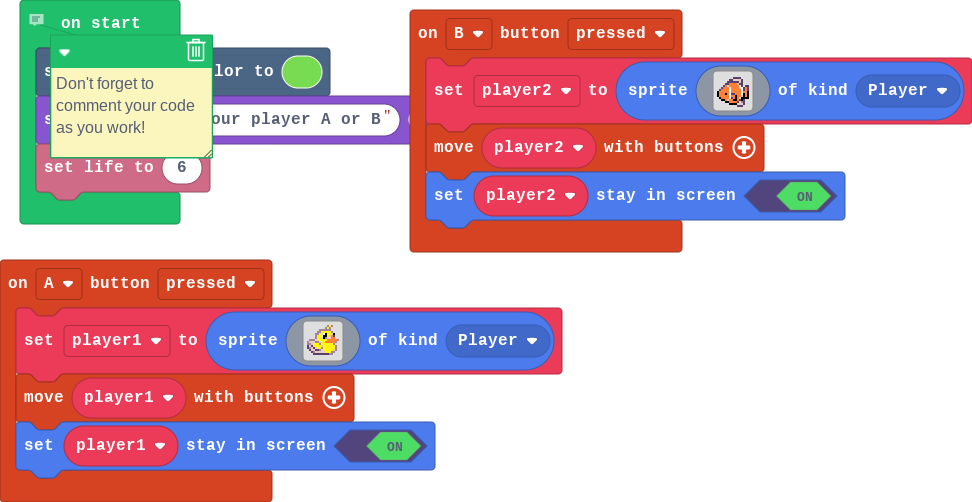 on start
lor to
Don't forget to
comment your code
as you work!
our player A or B"
set life to 6
on B button pressed
set player2 to sprite of kind Player
move player2 with buttons
set player2 stay in screen ON
on A button pressed
set player1 to sprite of kind Player
move player1 with buttons
set player1 stay in screen ON